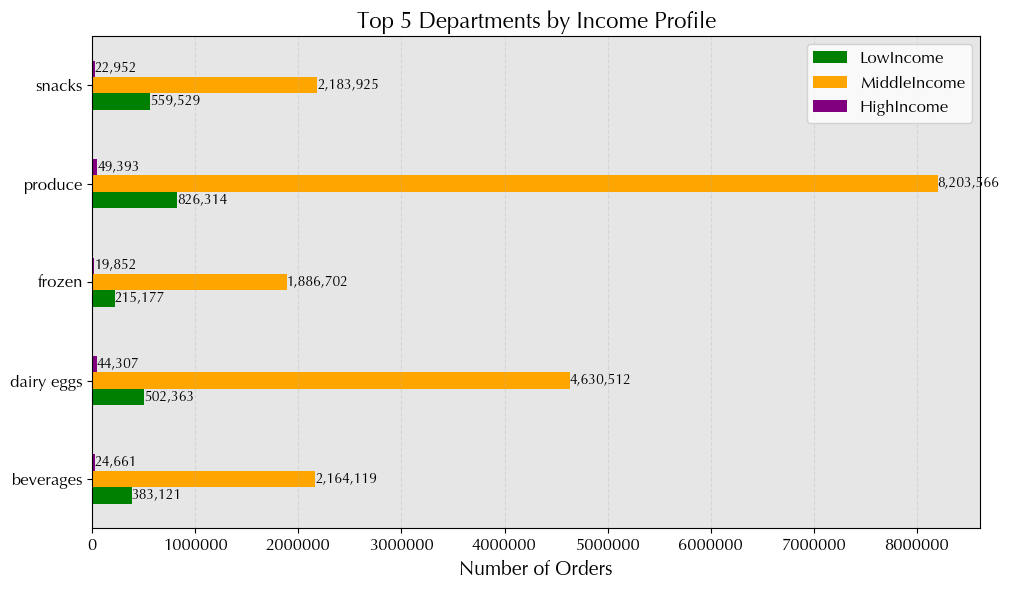 Top 5 Departments by Income Profile
LowIncome
MiddleIncome
HighIncome
snacks
22,952
2,183,925
559,529
produce
49,393
8,203,566
826,314
frozen
19,852
1,886,702
215,177
dairy eggs
44,307
4,630,512
502,363
beverages
24,661
2,164,119
383,121
0 1000000 2000000 3000000 4000000 5000000 6000000 7000000 8000000
Number of Orders